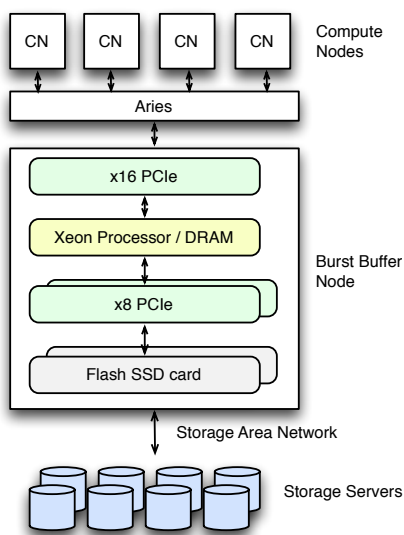 CN CN CN CN
Compute
Nodes
Aries
x16 PCIe
Xeon Processor / DRAM
Burst Buffer
Node
x8 PCIe
Flash SSD card
Storage Area Network
Storage Servers